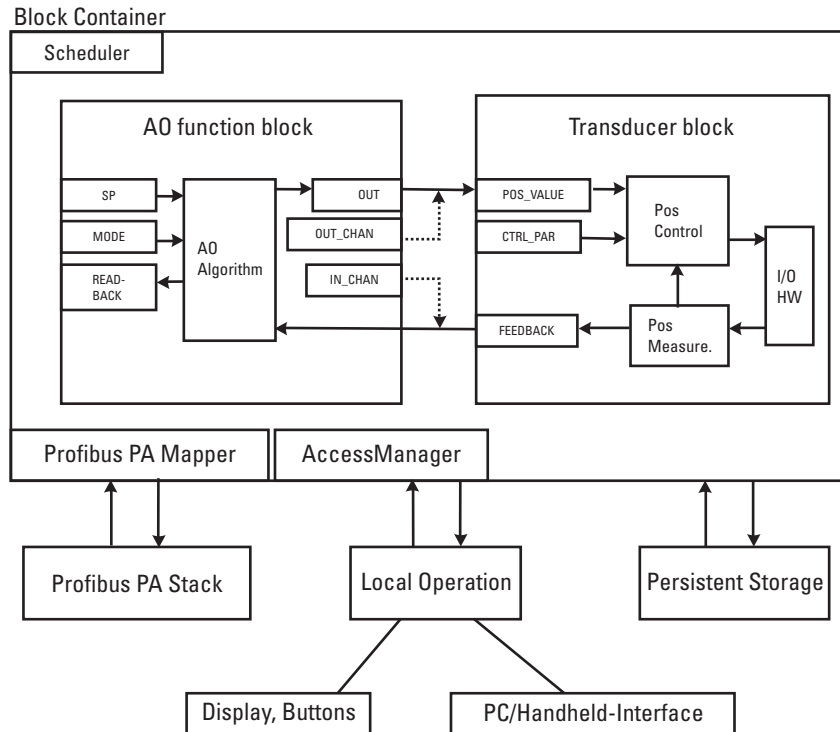 Block Container
Scheduler
AO function block
Transducer block
SP
OUT
POS_VALUE
Pos
Control
MODE
OUT_CHAN
CTRL_PAR
AO
Algorithm
READ-
BACK
IN_CHAN
I/O
HW
FEEDBACK
Pos
Measure.
Profibus PA Mapper
AccessManager
Profibus PA Stack
Local Operation
Persistent Storage
Display, Buttons
PC/Handheld-Interface